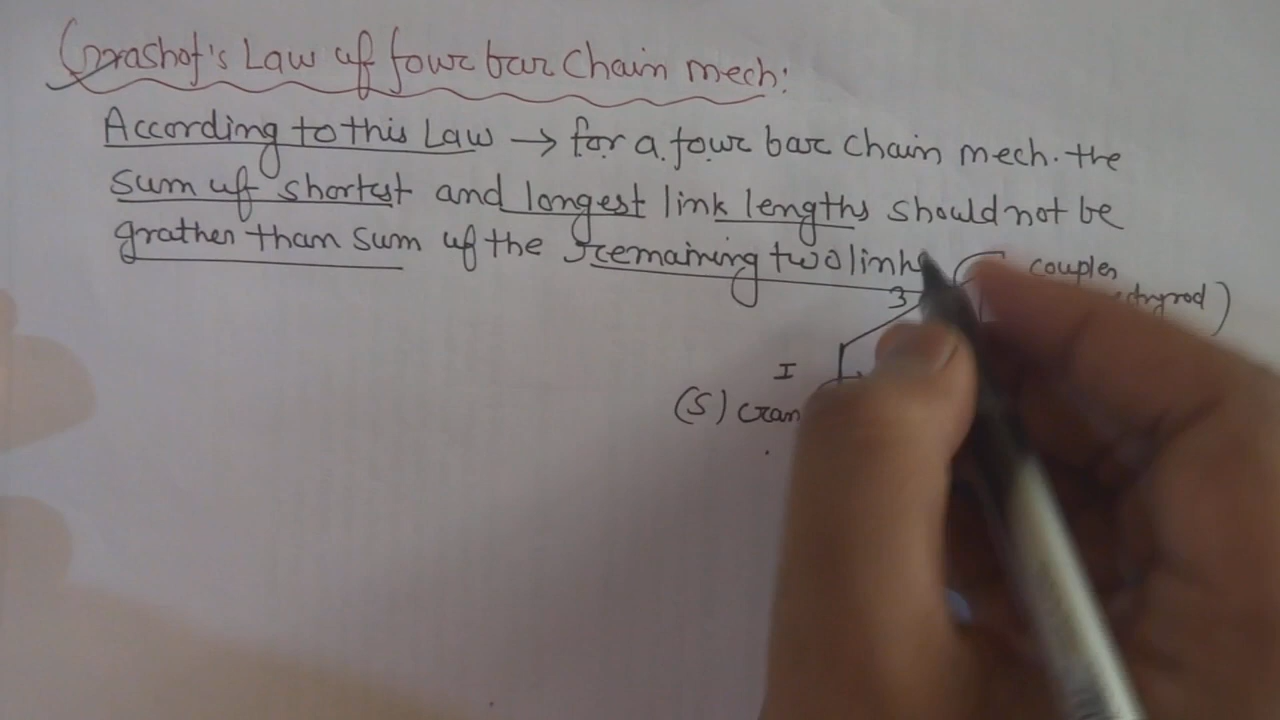 Grashof's Law of four bar Chain mech:
According to this Law → for a four bar chain mech. the
sum of shortest and longest link lengths should not be
grather than sum of the remaining two link
coupler
3
)
I
(S) Cran